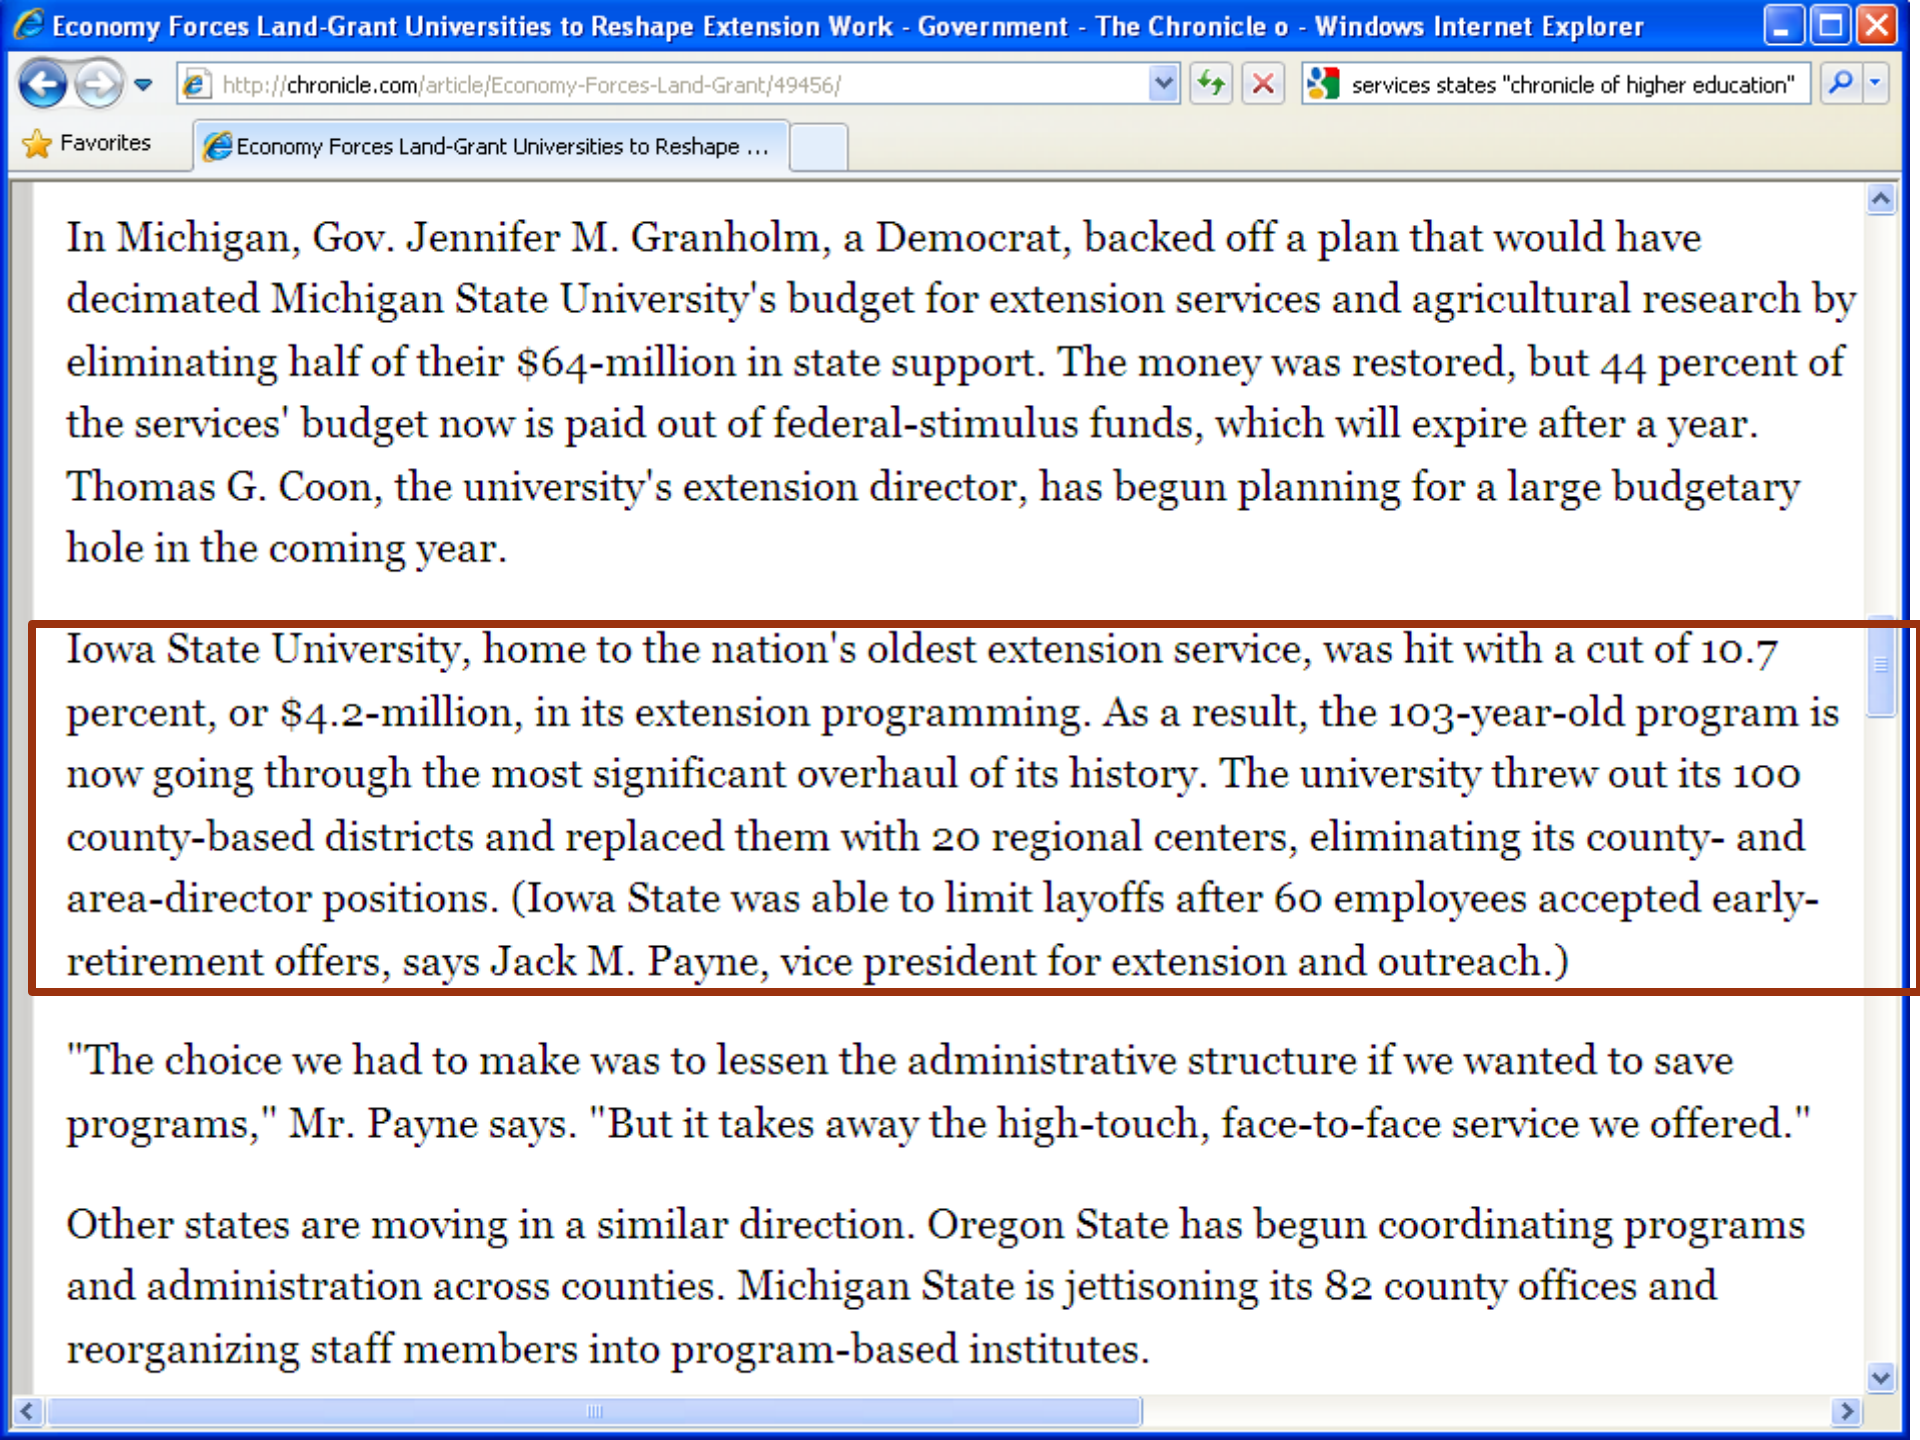 Economy Forces Land-Grant Universities to Reshape Extension Work - Government - The Chronicle o - Windows Internet Explorer
http://chronicle.com/article/Economy-Forces-Land-Grant/49456/
services states "chronicle of higher education"
Favorites
Economy Forces Land-Grant Universities to Reshape ...
In Michigan, Gov. Jennifer M. Granholm, a Democrat, backed off a plan that would have
decimated Michigan State University's budget for extension services and agricultural research by
eliminating half of their $64-million in state support. The money was restored, but 44 percent of
the services' budget now is paid out of federal-stimulus funds, which will expire after a year.
Thomas G. Coon, the university's extension director, has begun planning for a large budgetary
hole in the coming year.
Iowa State University, home to the nation's oldest extension service, was hit with a cut of 10.7
percent, or $4.2-million, in its extension programming. As a result, the 103-year-old program is
now going through the most significant overhaul of its history. The university threw out its 100
county-based districts and replaced them with 20 regional centers, eliminating its county- and
area-director positions. (Iowa State was able to limit layoffs after 60 employees accepted early-
retirement offers, says Jack M. Payne, vice president for extension and outreach.)
"The choice we had to make was to lessen the administrative structure if we wanted to save
programs," Mr. Payne says. "But it takes away the high-touch, face-to-face service we offered."
Other states are moving in a similar direction. Oregon State has begun coordinating programs
and administration across counties. Michigan State is jettisoning its 82 county offices and
reorganizing staff members into program-based institutes.